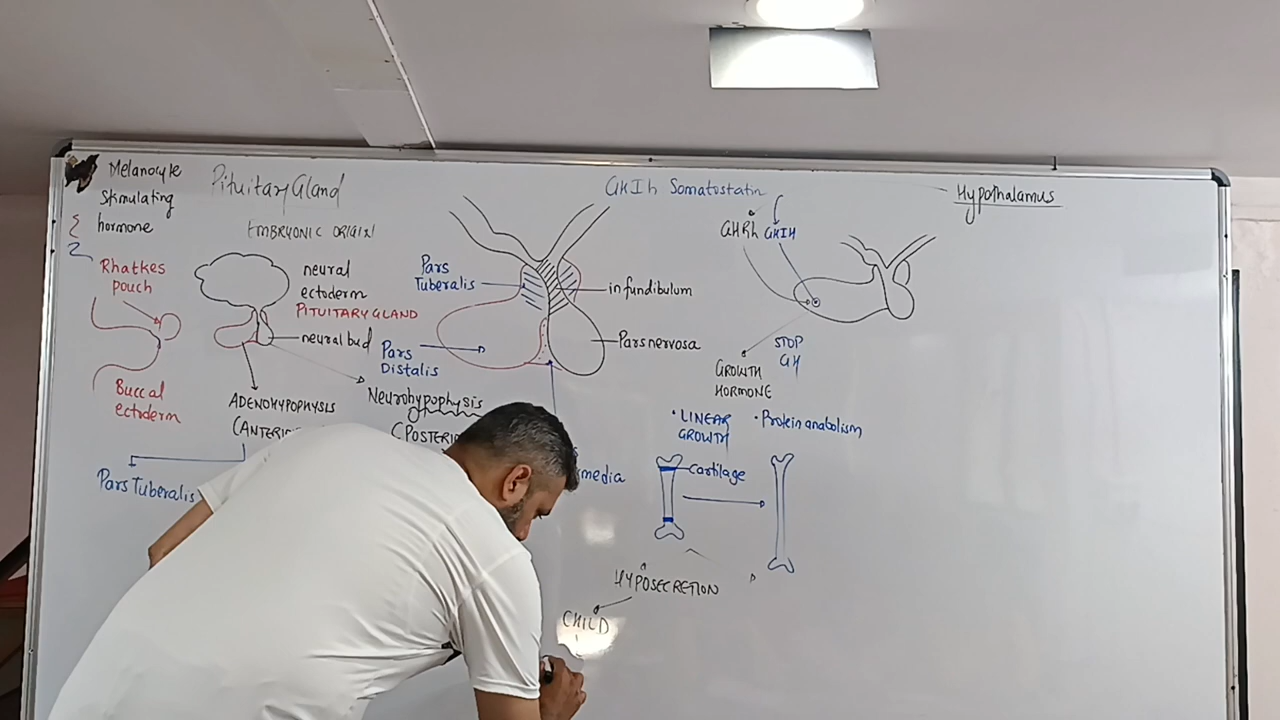 Melanocyte
Stimulating
hormone
Pituitary Gland
EMBRYONIC ORIGIN
Rhatkes
pouch
Buccal
ectoderm
neural
ectoderm
PITUITARY GLAND
neural bud
ADENOHYPOPHYSIS
Neurohypophysis
Pars Tuberalis
Pars
Tuberalis
Pars
Distalis
infundibulum
Pars nervosa
media
GHIh Somatostatin
Hypothalamus
GHRh GHIH
STOP
GH
GROWTH
HORMONE
• LINEAR
GROWTH
• Protein anabolism
cartilage
HYPOSECRETION
CHILD